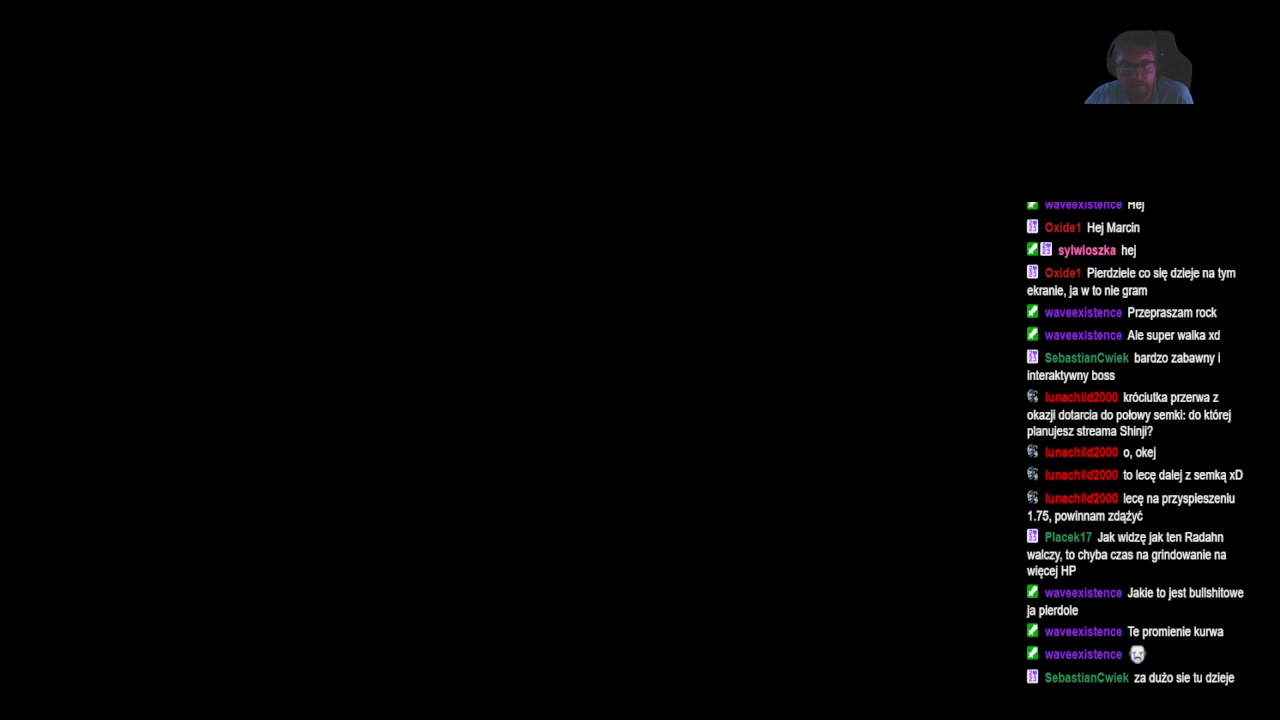 waveexistence Hej
Oxide1 Hej Marcin
sylwioszka hej
Oxide1 Pierdziele co się dzieje na tym
ekranie, ja w to nie gram
waveexistence Przepraszam rock
waveexistence Ale super walka xd
SebastianCwiek bardzo zabawny i
interaktywny boss
lunachild2000 króciutka przerwa z
okazji dotarcia do połowy semki: do której
planujesz streama Shinji?
lunachild2000 o, okej
lunachild2000 to lecę dalej z semką xD
lunachild2000 lecę na przyspieszeniu
1.75, powinnam zdążyć
Placek17 Jak widzę jak ten Radahn
walczy, to chyba czas na grindowanie na
więcej HP
waveexistence Jakie to jest bullshitowe
ja pierdole
waveexistence Te promienie kurwa
waveexistence
SebastianCwiek za dużo sie tu dzieje